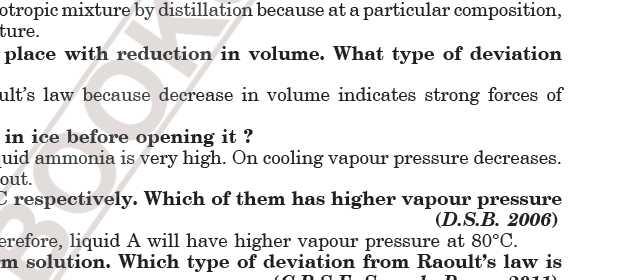 otropic mixture by distillation because at a particular composition,
ture.
place with reduction in volume. What type of deviation
ult's law because decrease in volume indicates strong forces of
in ice before opening it ?
uid ammonia is very high. On cooling vapour pressure decreases.
out.
C respectively. Which of them has higher vapour pressure
(D.S.B. 2006)
erefore, liquid A will have higher vapour pressure at 80°C.
m solution. Which type of deviation from Raoult's law is
BOOK